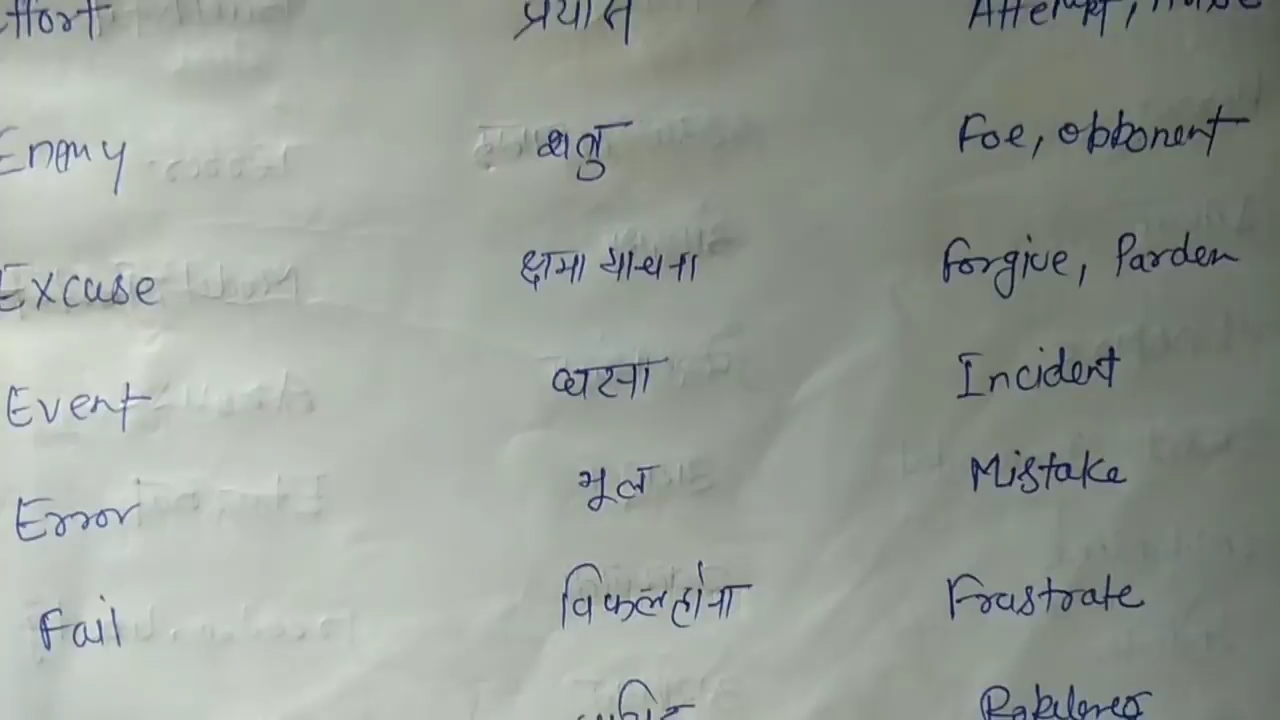 Effort प्रयास Attempt,
Enemy शत्रु Foe, opponent
Excuse क्षमा याचना Forgive, Parden
Event घटना Incident
Error भूल Mistake
Fail विफल होना Frustrate